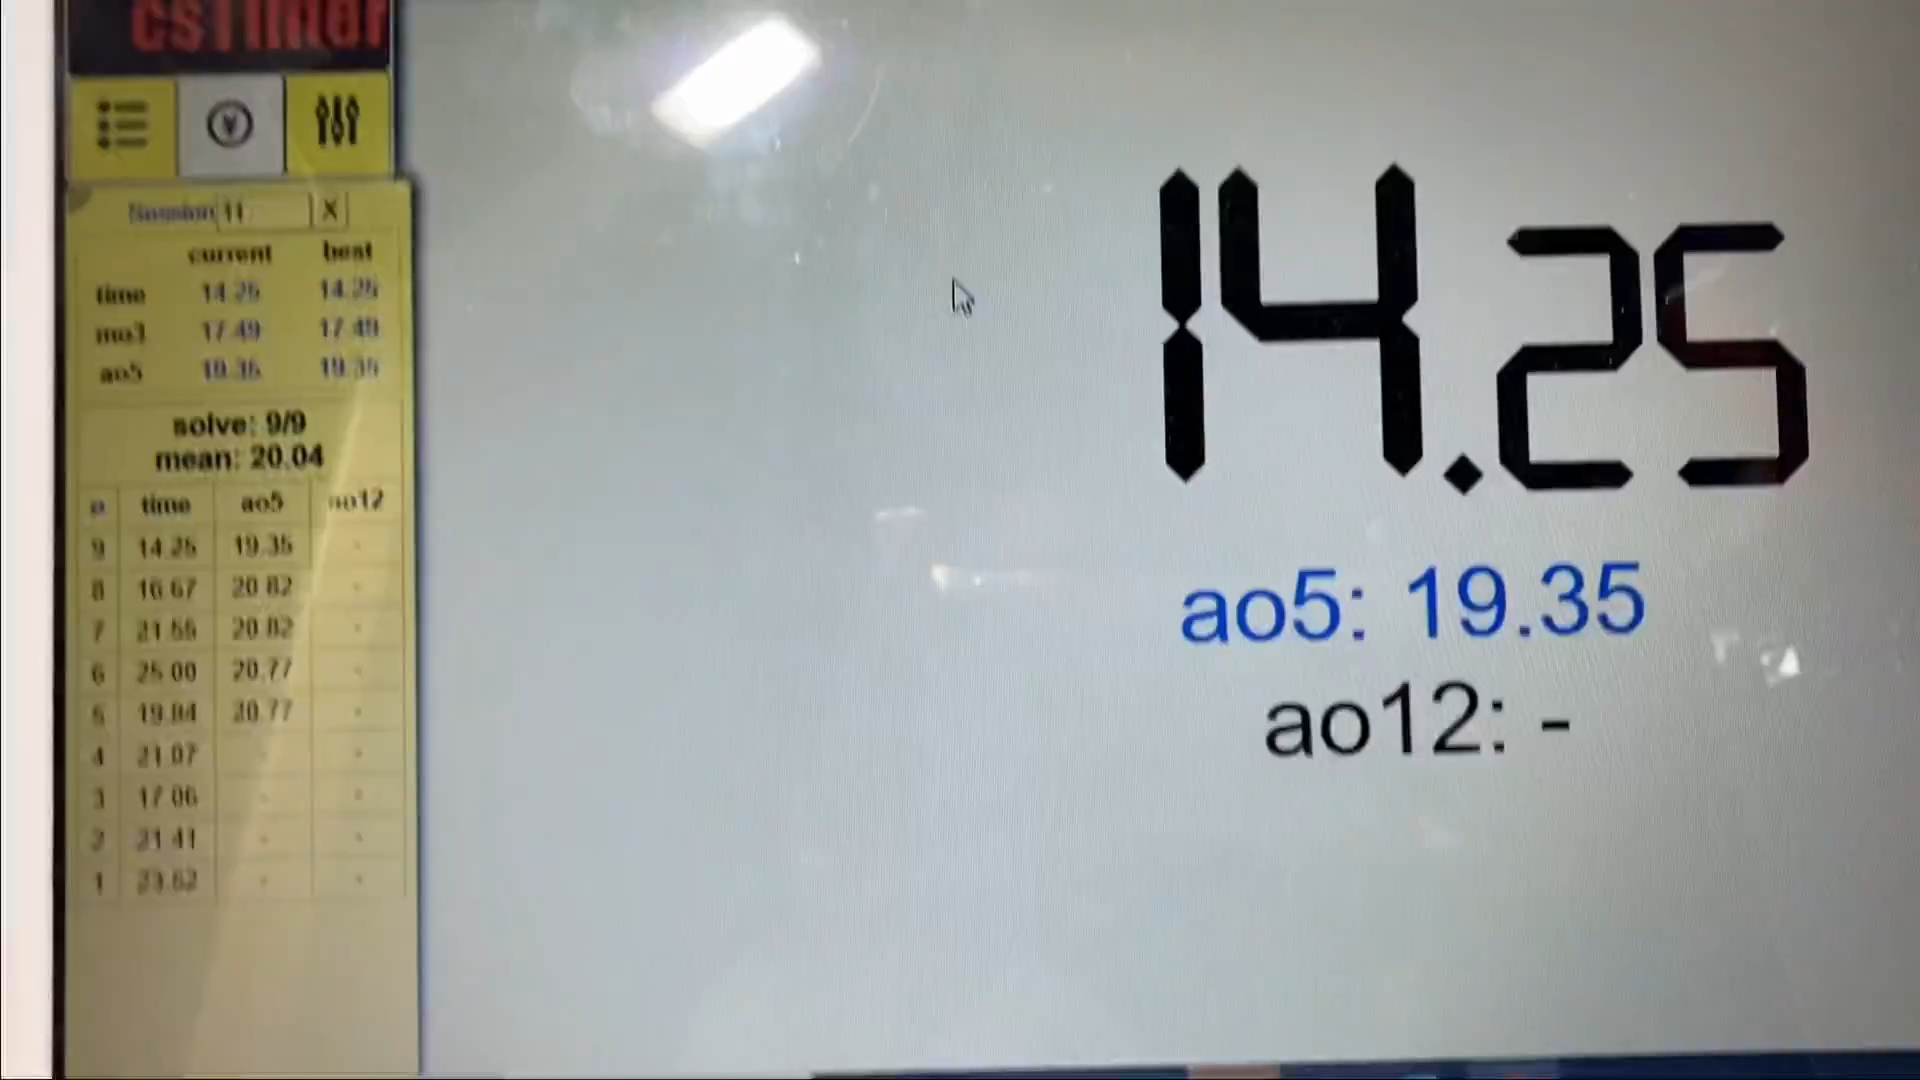 csTimer
Session 11 X
current best
time 14.25 14.25
mo3 17.49 17.49
ao5 19.35 19.35
solve: 9/9
mean: 20.04
time ao5 ao12
9 14.25 19.35 -
8 16.67 20.82 -
7 21.55 20.82 -
6 25.00 20.77 -
5 19.84 20.77 -
4 21.07 - -
3 17.06 - -
2 21.41 - -
1 23.52 - -
14.25
ao5: 19.35
ao12: -